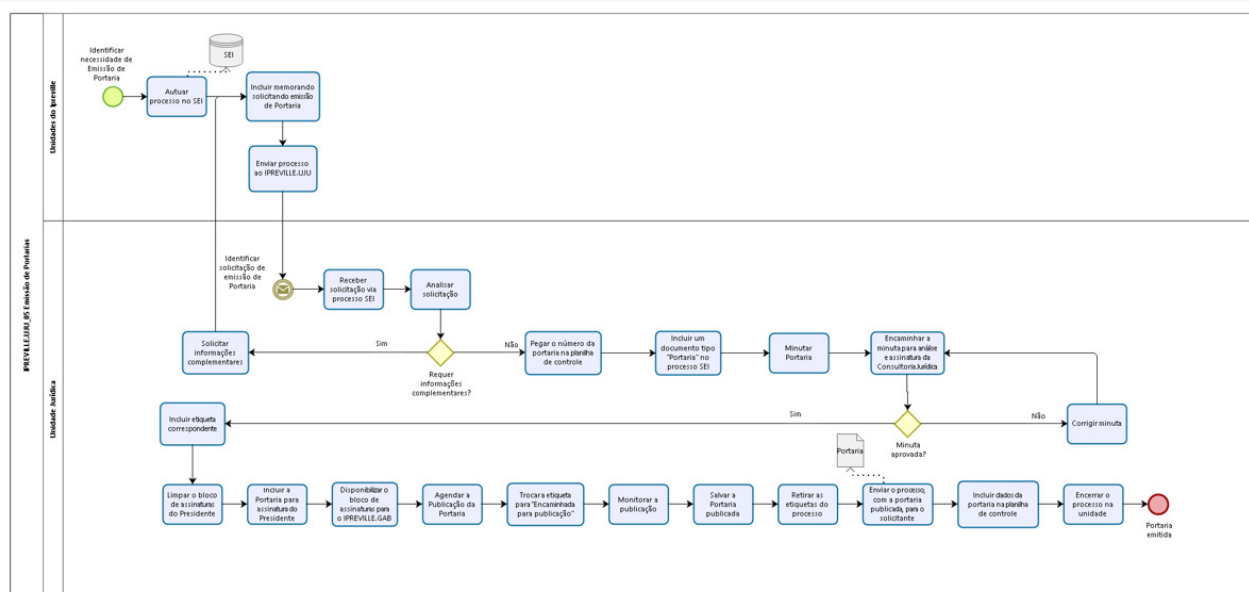 IPREVILLE.UJU_05 Emissão de Portarias
Unidades do Ipreville
Identificar
necessidade de
Emissão de
Portaria
SEI
Autuar
processo no SEI
Incluir memorando
solicitando emissão
de Portaria
Enviar processo
ao IPREVILLE.UJU
Unidade Jurídica
Identificar
solicitação de
emissão de
Portaria
Receber
solicitação via
processo SEI
Analisar
solicitação
Solicitar
informações
complementares
Sim
Requer
informações
complementares?
Não
Pegar o número da
portaria na planilha
de controle
Incluir um
documento tipo
"Portaria" no
processo SEI
Minutar
Portaria
Encaminhar a
minuta para análise
e assinatura da
Consultoria Jurídica
Incluir etiqueta
correspondente
Sim
Minuta
aprovada?
Não
Corrigir minuta
Portaria
Limpar o bloco
de assinaturas
do Presidente
Incluir a
Portaria para
assinatura do
Presidente
Disponibilizar o
bloco de
assinaturas para
o IPREVILLE.GAB
Agendar a
Publicação da
Portaria
Trocar a etiqueta
para "Encaminhada
para publicação"
Monitorar a
publicação
Salvar a
Portaria
publicada
Retirar as
etiquetas do
processo
Enviar o processo,
com a portaria
publicada, para o
solicitante
Incluir dados da
portaria na planilha
de controle
Encerrar o
processo na
unidade
Portaria
emitida